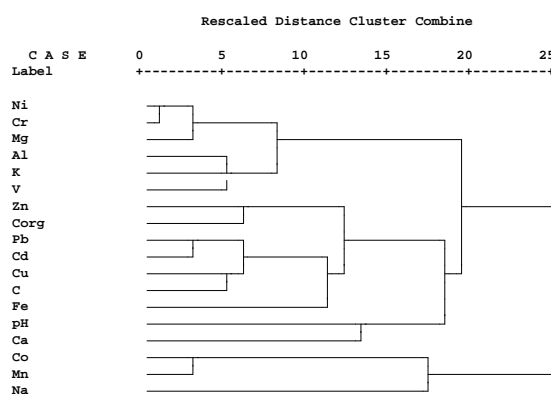 Rescaled Distance Cluster Combine
C A S E 0 5 10 15 20 25
Label +---------+---------+---------+---------+---------+
Ni
Cr
Mg
Al
K
V
Zn
Corg
Pb
Cd
Cu
C
Fe
pH
Ca
Co
Mn
Na